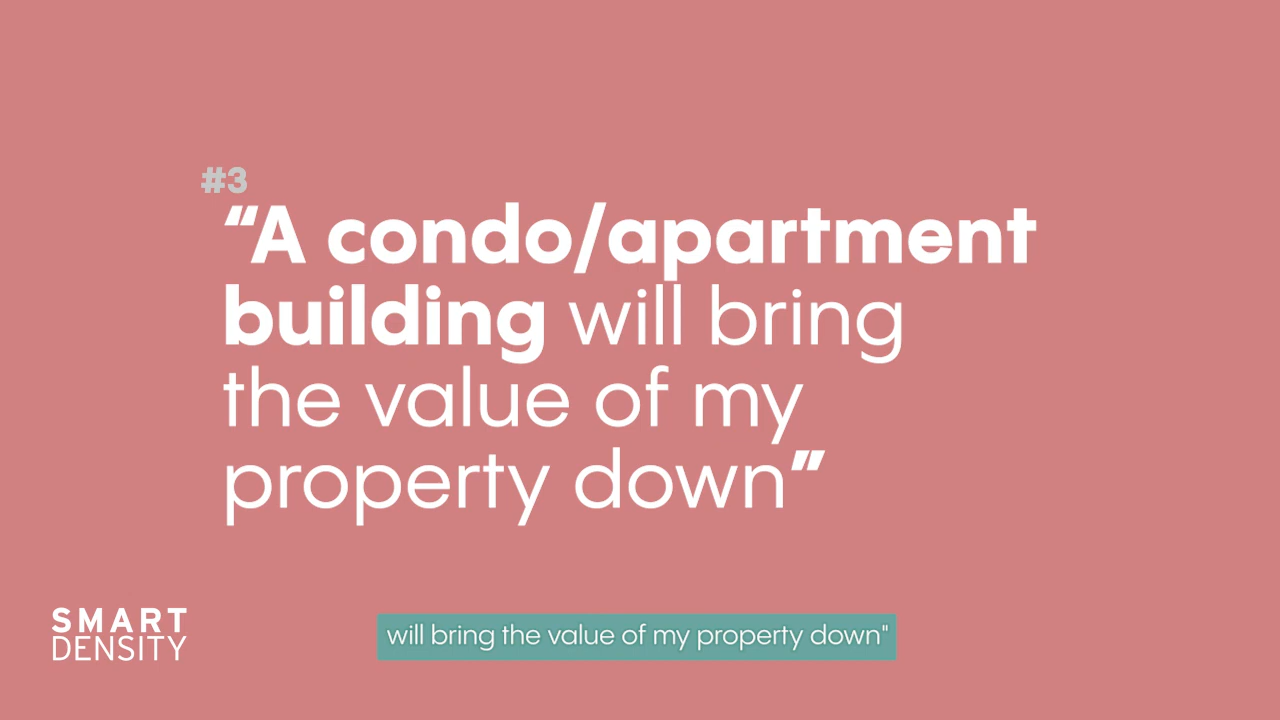 #3
“A condo/apartment
building will bring
the value of my
property down”
SMART
DENSITY
will bring the value of my property down"